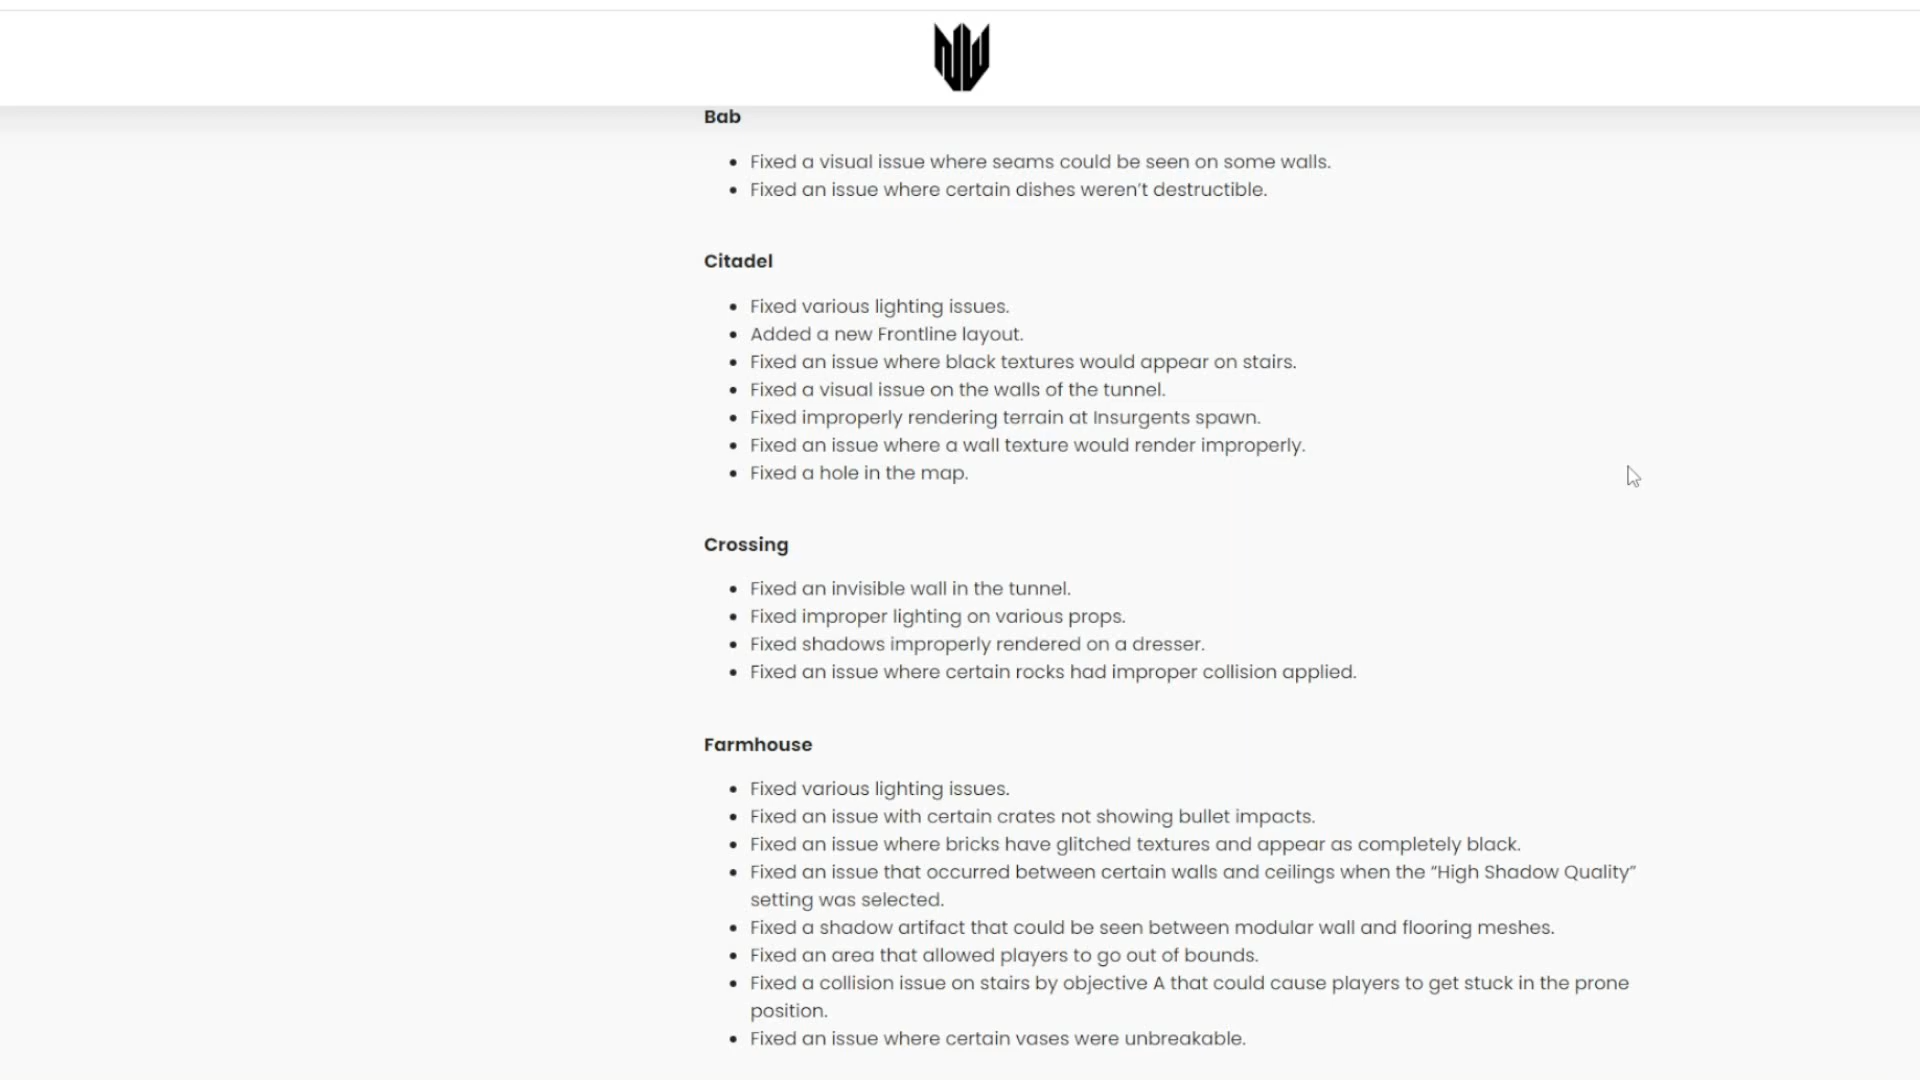 Bab
Fixed a visual issue where seams could be seen on some walls.
Fixed an issue where certain dishes weren’t destructible.
Citadel
Fixed various lighting issues.
Added a new Frontline layout.
Fixed an issue where black textures would appear on stairs.
Fixed a visual issue on the walls of the tunnel.
Fixed improperly rendering terrain at Insurgents spawn.
Fixed an issue where a wall texture would render improperly.
Fixed a hole in the map.
Crossing
Fixed an invisible wall in the tunnel.
Fixed improper lighting on various props.
Fixed shadows improperly rendered on a dresser.
Fixed an issue where certain rocks had improper collision applied.
Farmhouse
Fixed various lighting issues.
Fixed an issue with certain crates not showing bullet impacts.
Fixed an issue where bricks have glitched textures and appear as completely black.
Fixed an issue that occurred between certain walls and ceilings when the “High Shadow Quality”
setting was selected.
Fixed a shadow artifact that could be seen between modular wall and flooring meshes.
Fixed an area that allowed players to go out of bounds.
Fixed a collision issue on stairs by objective A that could cause players to get stuck in the prone
position.
Fixed an issue where certain vases were unbreakable.